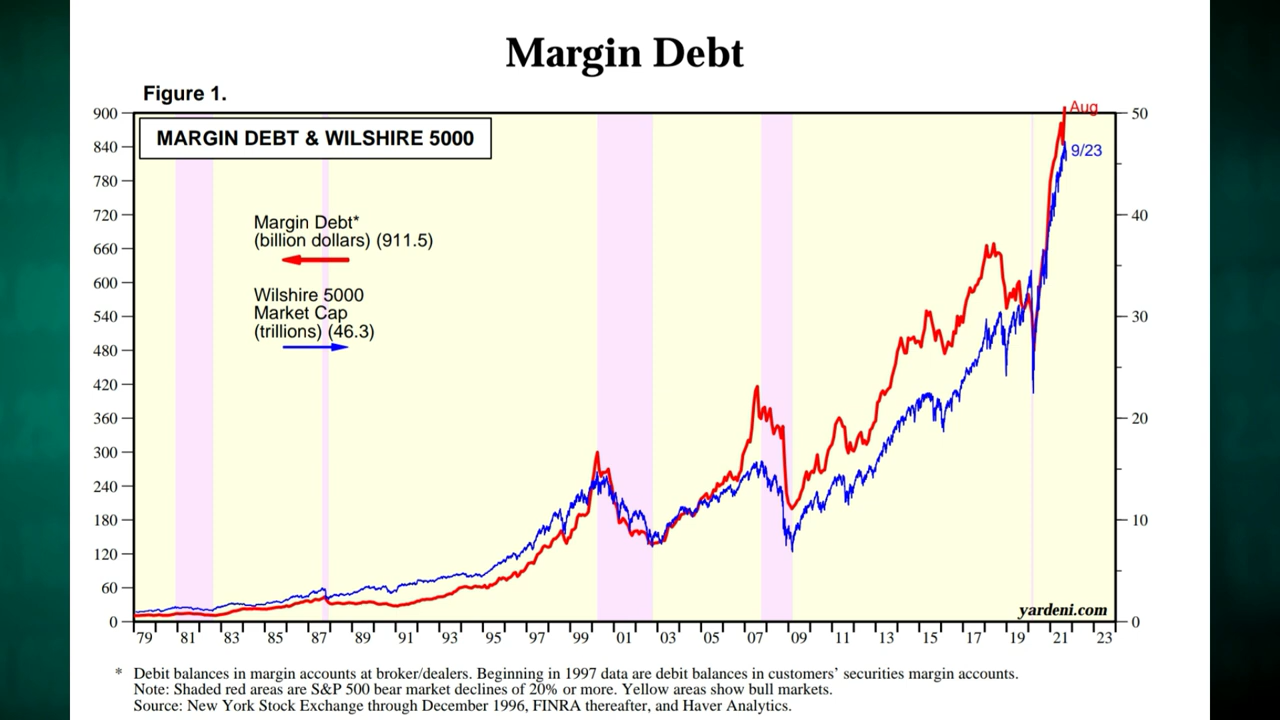 Margin Debt
Figure 1.
MARGIN DEBT & WILSHIRE 5000
Aug
9/23
Margin Debt*
(billion dollars) (911.5)
Wilshire 5000
Market Cap
(trillions) (46.3)
900
840
780
720
660
600
540
480
420
360
300
240
180
120
60
0
50
40
30
20
10
0
yardeni.com
79 81 83 85 87 89 91 93 95 97 99 01 03 05 07 09 11 13 15 17 19 21 23
* Debit balances in margin accounts at broker/dealers. Beginning in 1997 data are debit balances in customers’ securities margin accounts.
Note: Shaded red areas are S&P 500 bear market declines of 20% or more. Yellow areas show bull markets.
Source: New York Stock Exchange through December 1996, FINRA thereafter, and Haver Analytics.